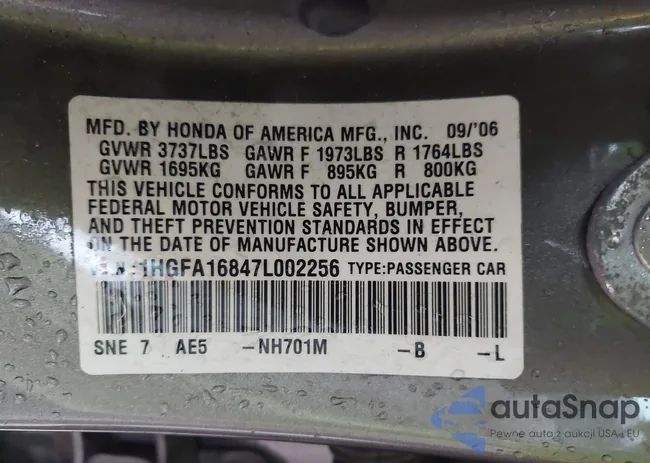 MFD. BY HONDA OF AMERICA MFG., INC. 09/'06
GVWR 3737LBS GAWR F 1973LBS R 1764LBS
GVWR 1695KG GAWR F 895KG R 800KG
THIS VEHICLE CONFORMS TO ALL APPLICABLE
FEDERAL MOTOR VEHICLE SAFETY, BUMPER,
AND THEFT PREVENTION STANDARDS IN EFFECT
ON THE DATE OF MANUFACTURE SHOWN ABOVE.
V.I.N.:1HGFA16847L002256 TYPE:PASSENGER CAR
SNE 7 AE5 -NH701M -B -L
autaSnap
Pewne auto z aukcji USA i EU